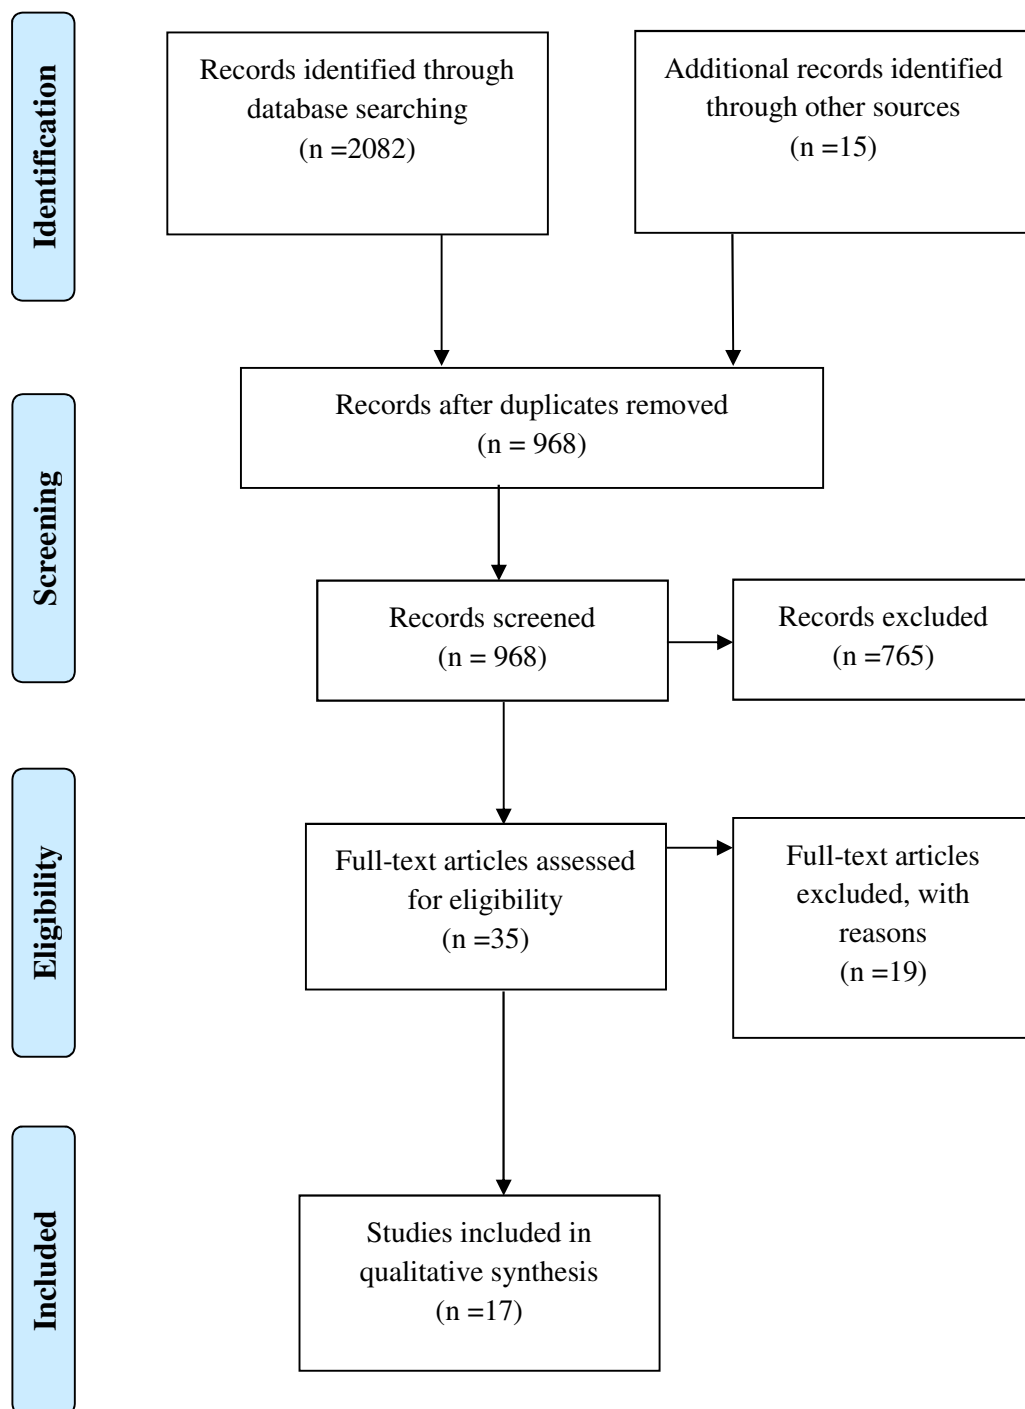 Identification
Records identified through
database searching
(n =2082)
Additional records identified
through other sources
(n =15)
Screening
Records after duplicates removed
(n = 968)
Records screened
(n = 968)
Records excluded
(n =765)
Eligibility
Full-text articles assessed
for eligibility
(n =35)
Full-text articles
excluded, with
reasons
(n =19)
Included
Studies included in
qualitative synthesis
(n =17)